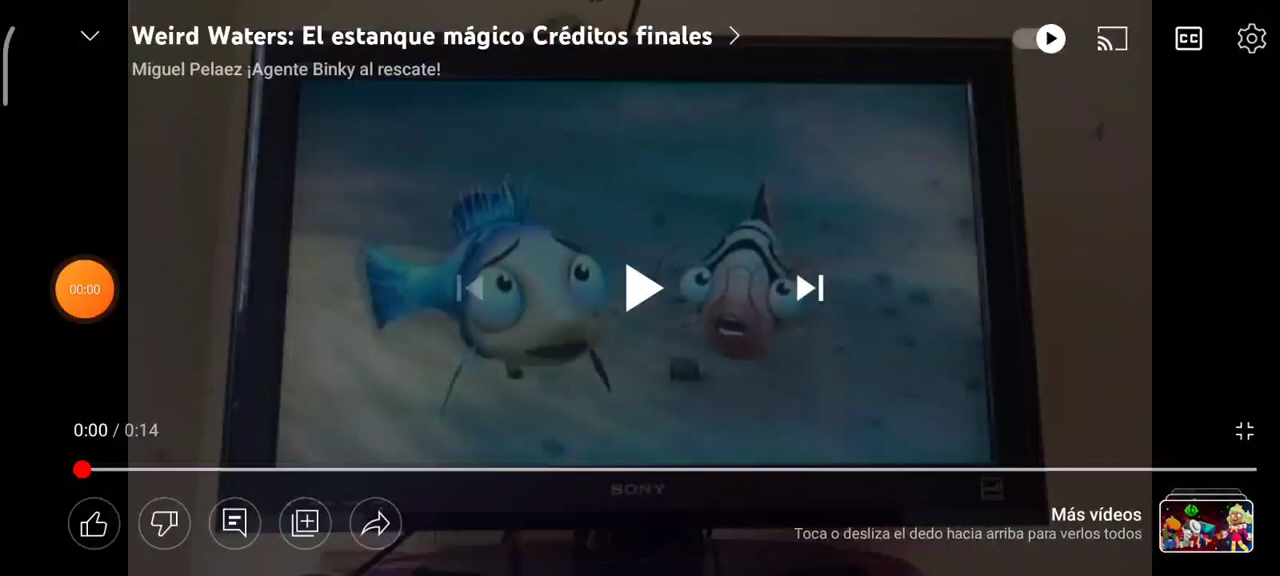 Weird Waters: El estanque mágico Créditos finales
Miguel Pelaez ¡Agente Binky al rescate!
CC
00:00
0:00 / 0:14
SONY
Más vídeos
Toca o desliza el dedo hacia arriba para verlos todos